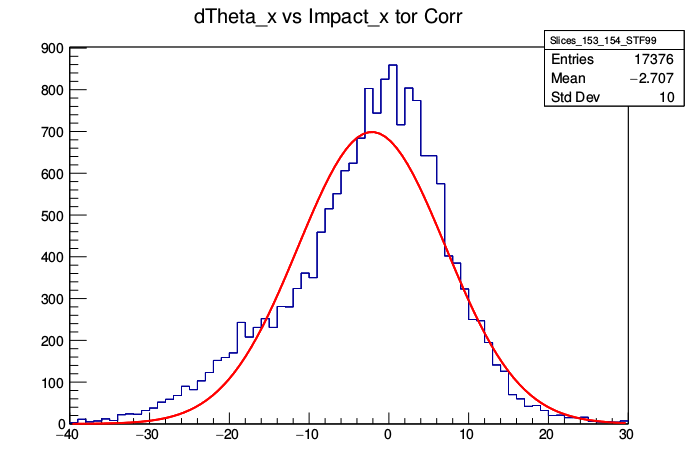 dTheta_x vs Impact_x tor Corr
Slices_153_154_STF99
Entries 17376
Mean −2.707
Std Dev 10
900
800
700
600
500
400
300
200
100
0
−40 −30 −20 −10 0 10 20 30